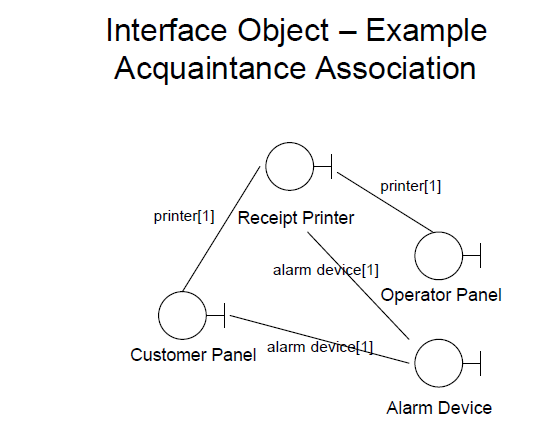 Interface Object – Example
Acquaintance Association
printer[1]
printer[1]
Receipt Printer
alarm device[1]
Operator Panel
alarm device[1]
Customer Panel
Alarm Device